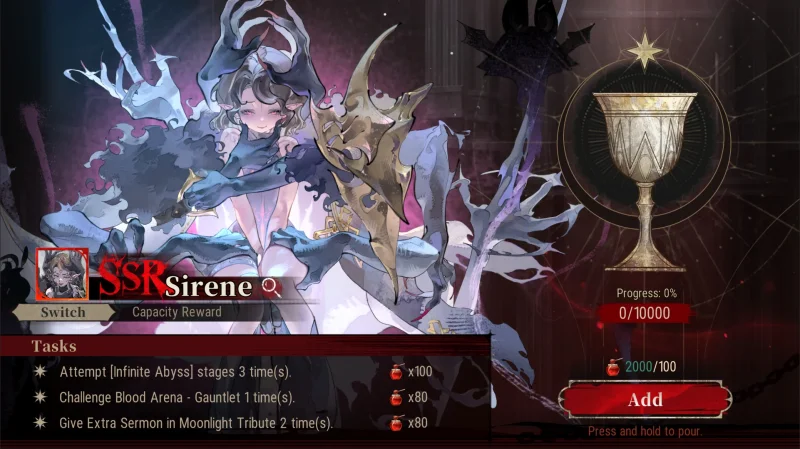 SSR Sirene
Switch
Capacity Reward
Tasks
Attempt [Infinite Abyss] stages 3 time(s). x100
Challenge Blood Arena - Gauntlet 1 time(s). x80
Give Extra Sermon in Moonlight Tribute 2 time(s). x80
Progress: 0%
0/10000
2000/100
Add
Press and hold to pour.